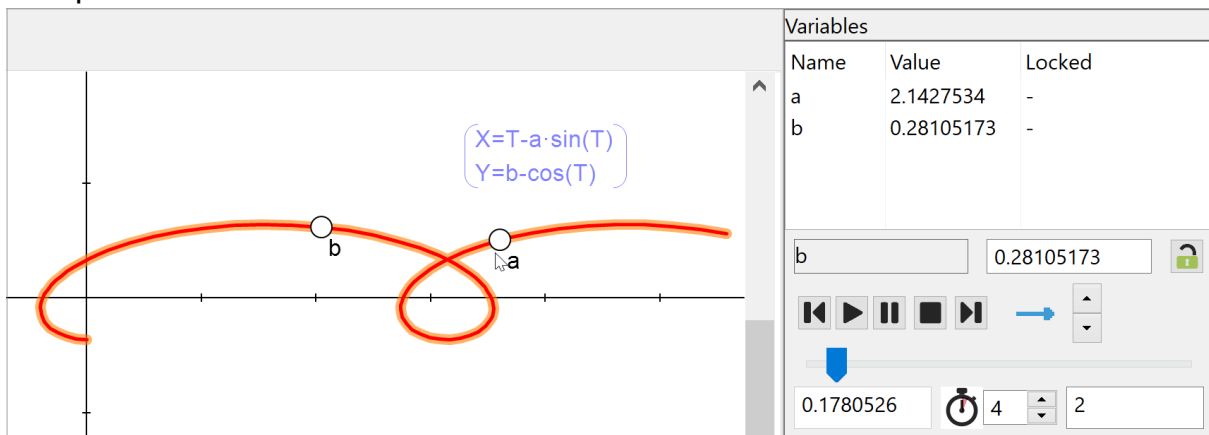 Variables
Name Value Locked
a 2.1427534 -
b 0.28105173 -
X=T-a·sin(T)
Y=b-cos(T)
b
a
b 0.28105173
0.1780526 4 2